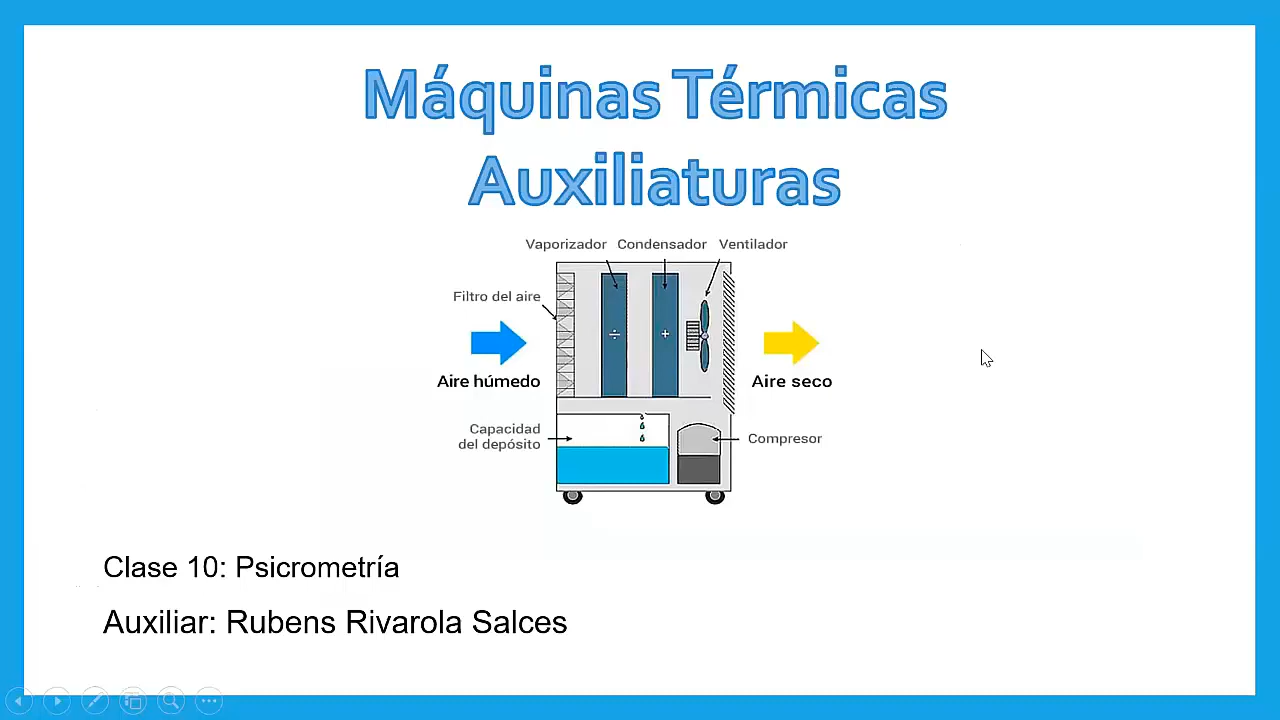 Máquinas Térmicas
Auxiliaturas
Vaporizador Condensador Ventilador
Filtro del aire
Aire húmedo
Aire seco
Capacidad
del depósito
Compresor
Clase 10: Psicrometría
Auxiliar: Rubens Rivarola Salces